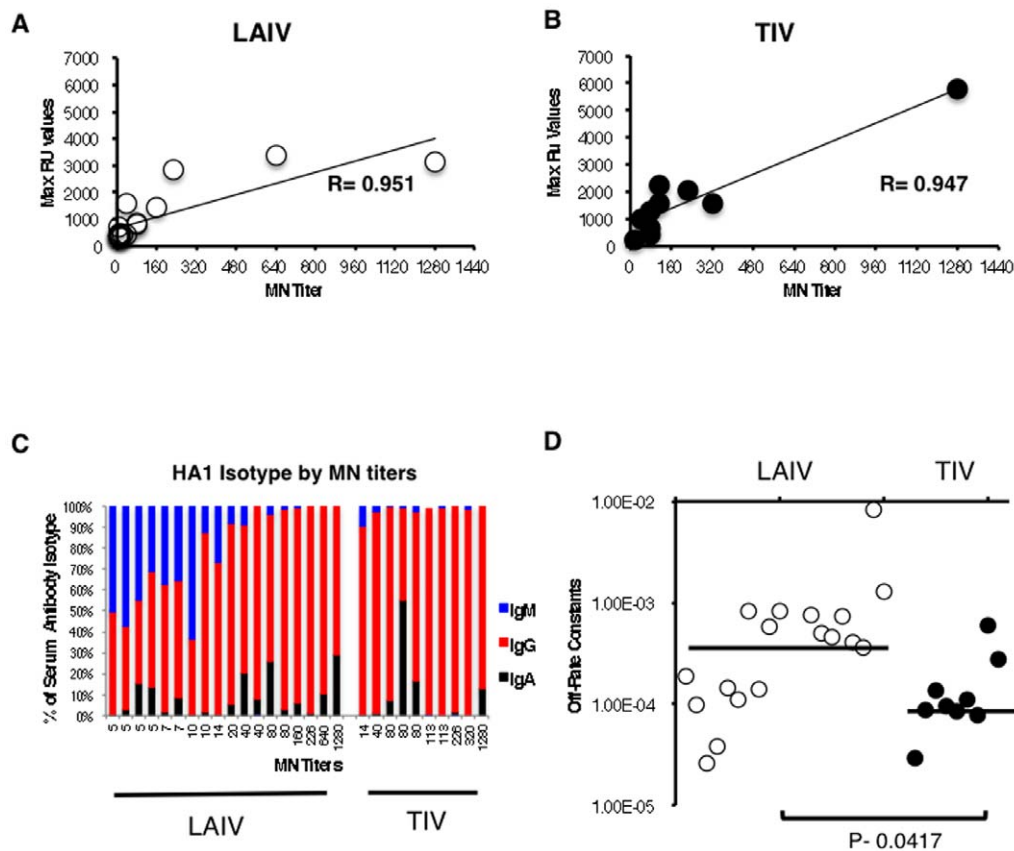 A
LAIV
7000
6000
5000
4000
3000
2000
1000
0
Max RU values
R= 0.951
0 160 320 480 640 800 960 1120 1280 1440
MN Titer
B
TIV
7000
6000
5000
4000
3000
2000
1000
0
Max Ru Values
R= 0.947
0 160 320 480 640 800 960 1120 1280 1440
MN Titer
C
HA1 Isotype by MN titers
100%
90%
80%
70%
60%
50%
40%
30%
20%
10%
0%
% of Serum Antibody Isotype
IgM
IgG
IgA
5 5 5 5 7 7 10 10 14 20 40 40 80 80 160 226 640 1280
14 40 80 80 80 113 113 226 320 1280
MN Titers
LAIV
TIV
D
LAIV
TIV
1.00E-02
1.00E-03
1.00E-04
1.00E-05
Off-Rate Constants
P- 0.0417